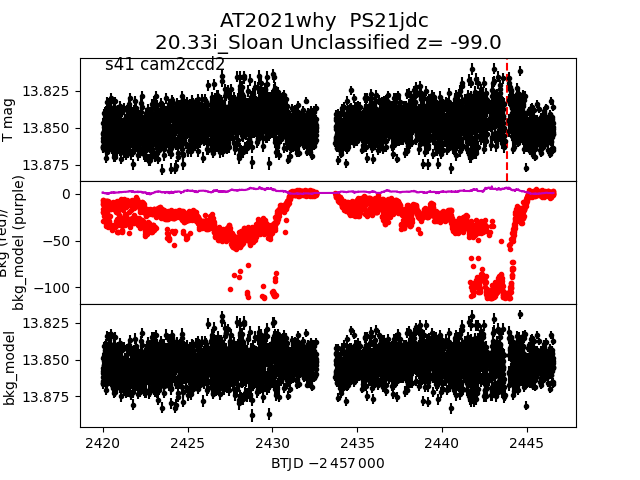 AT2021why PS21jdc
20.33i_Sloan Unclassified z= -99.0
s41 cam2ccd2
T mag
13.825
13.850
13.875
Bkg (red)/
bkg_model (purple)
0
−50
−100
bkg_model
13.825
13.850
13.875
2420 2425 2430 2435 2440 2445
BTJD −2 457 000